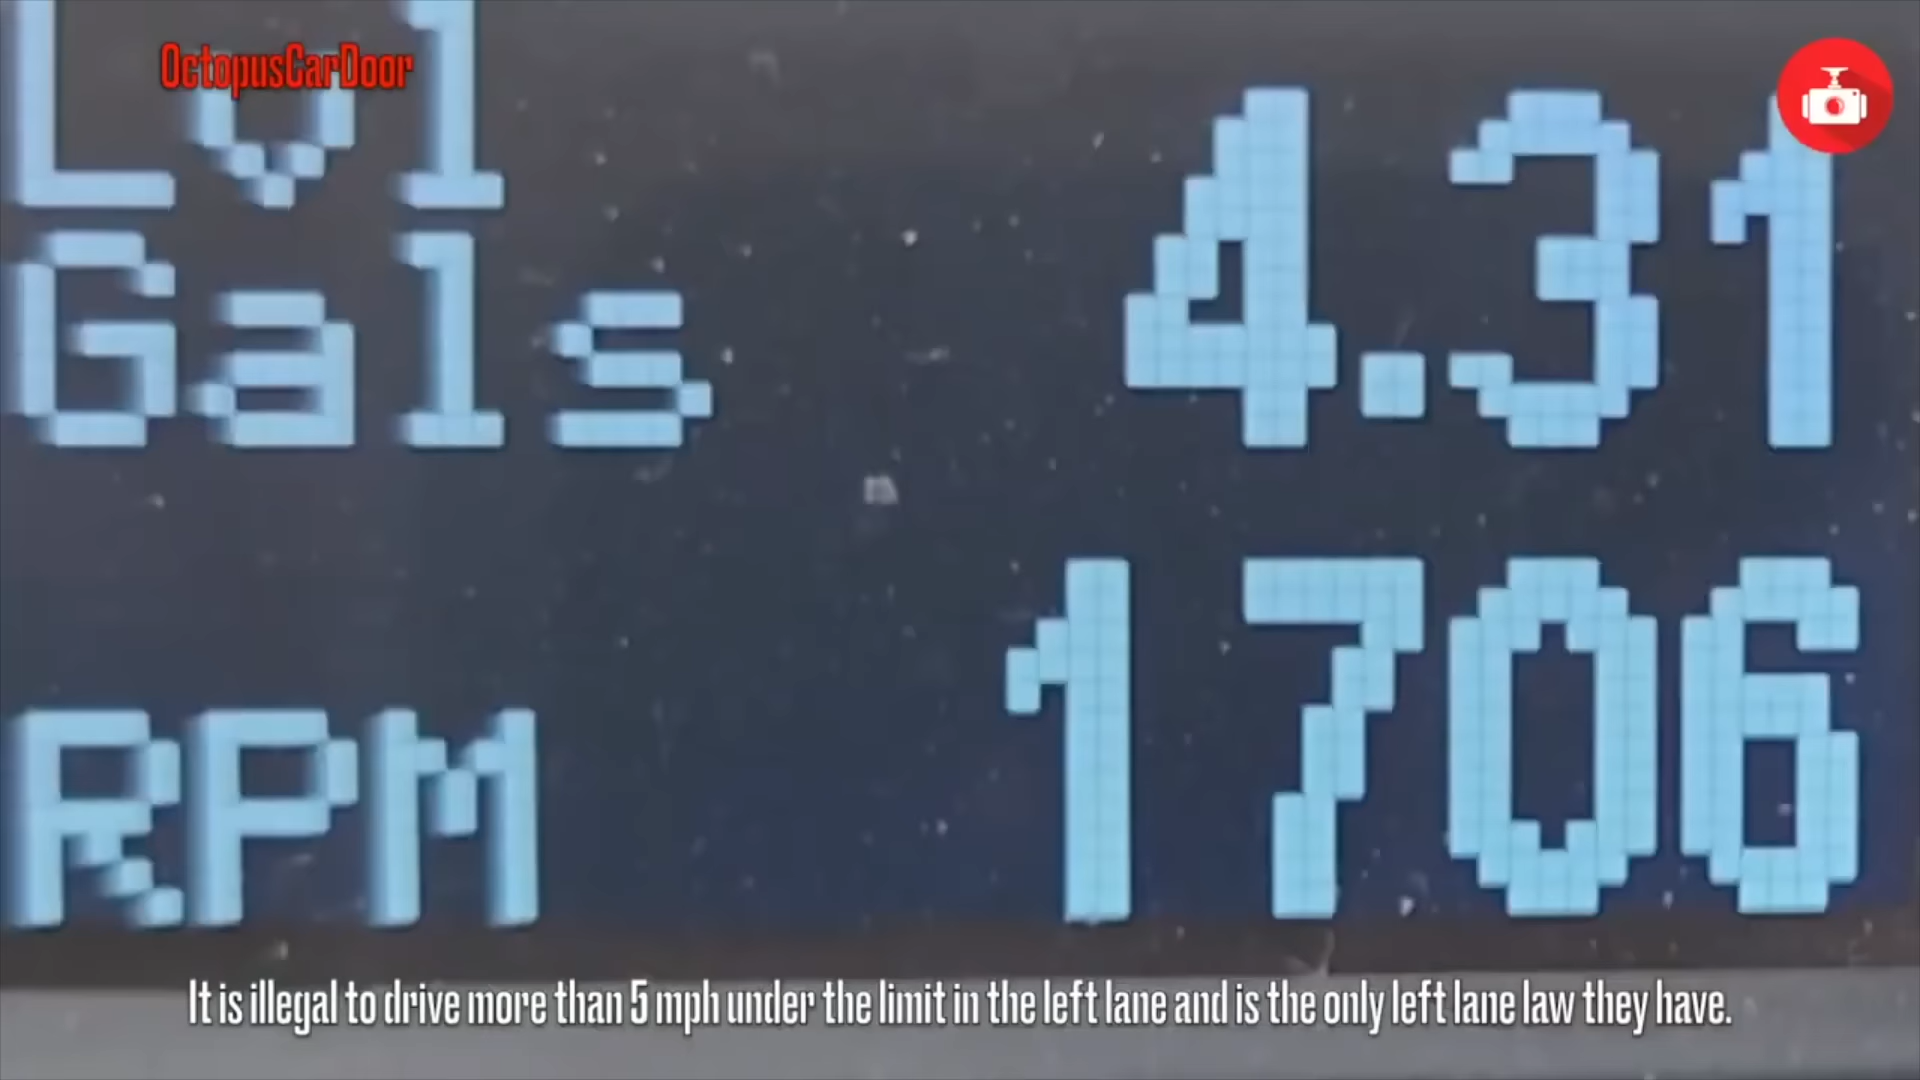 OctopusCarDoor
Lvl
Gals 4.31
RPM 1706
It is illegal to drive more than 5 mph under the limit in the left lane and is the only left lane law they have.